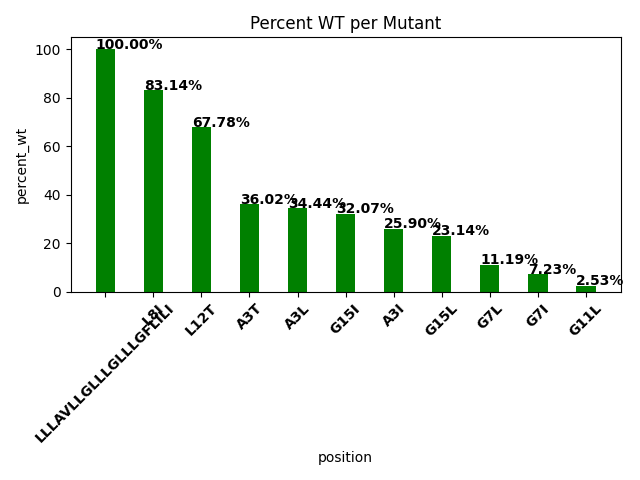 Percent WT per Mutant
percent_wt
100
80
60
40
20
0
100.00%
83.14%
67.78%
36.02%
34.44%
32.07%
25.90%
23.14%
11.19%
7.23%
2.53%
LLLAVLLGLLLGLLLGFLILI
L8I
L12T
A3T
A3L
G15I
A3I
G15L
G7L
G7I
G11L
position